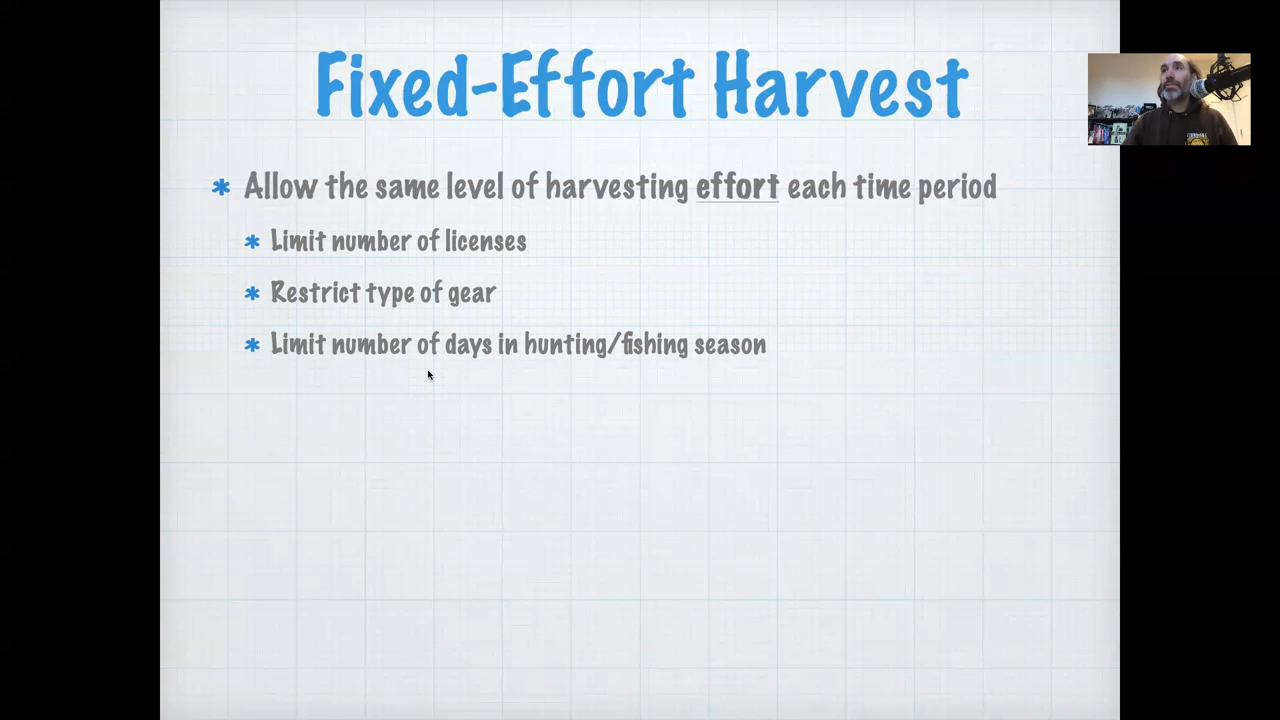 Fixed-Effort Harvest
* Allow the same level of harvesting effort each time period
* Limit number of licenses
* Restrict type of gear
* Limit number of days in hunting/fishing season